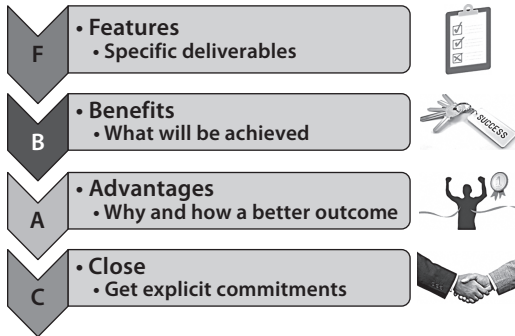 F
• Features
• Specific deliverables
B
• Benefits
• What will be achieved
SUCCESS
A
• Advantages
• Why and how a better outcome
1
C
• Close
• Get explicit commitments